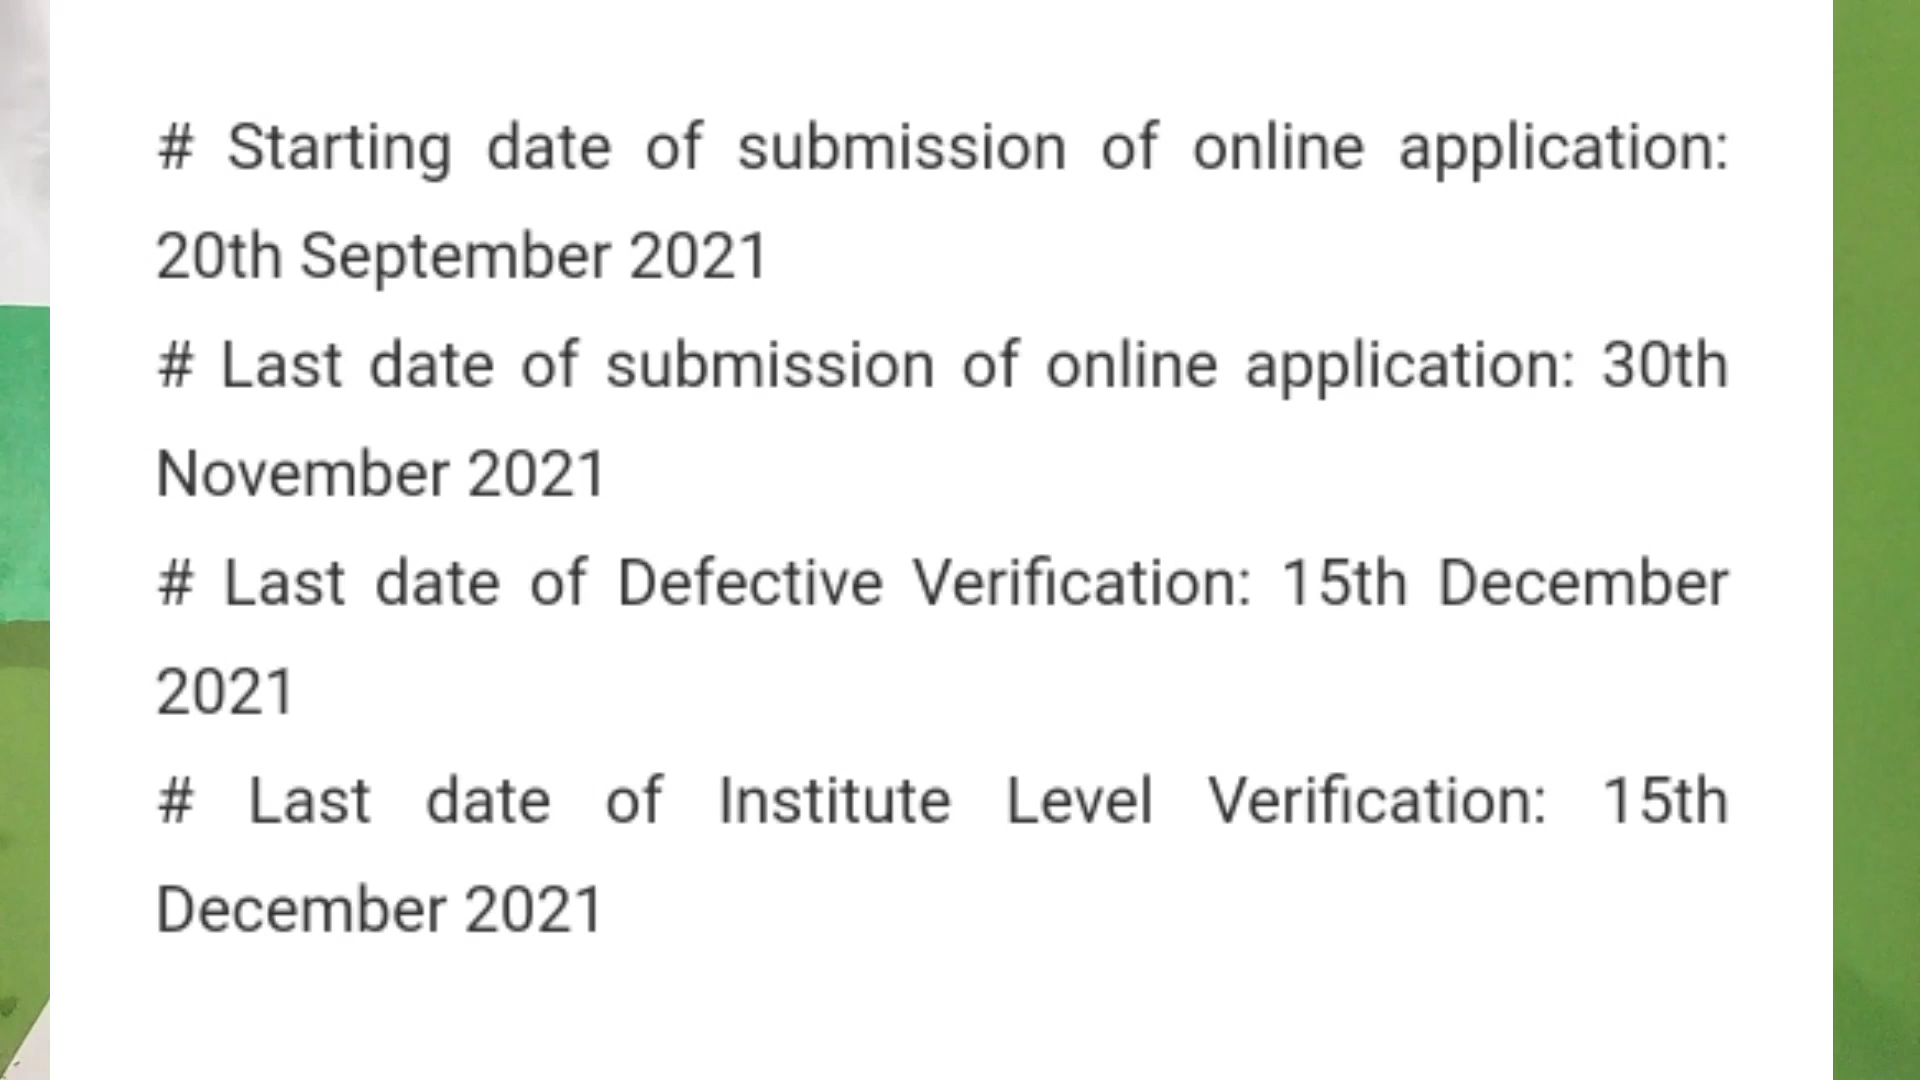 # Starting date of submission of online application:
20th September 2021
# Last date of submission of online application: 30th
November 2021
# Last date of Defective Verification: 15th December
2021
# Last date of Institute Level Verification: 15th
December 2021